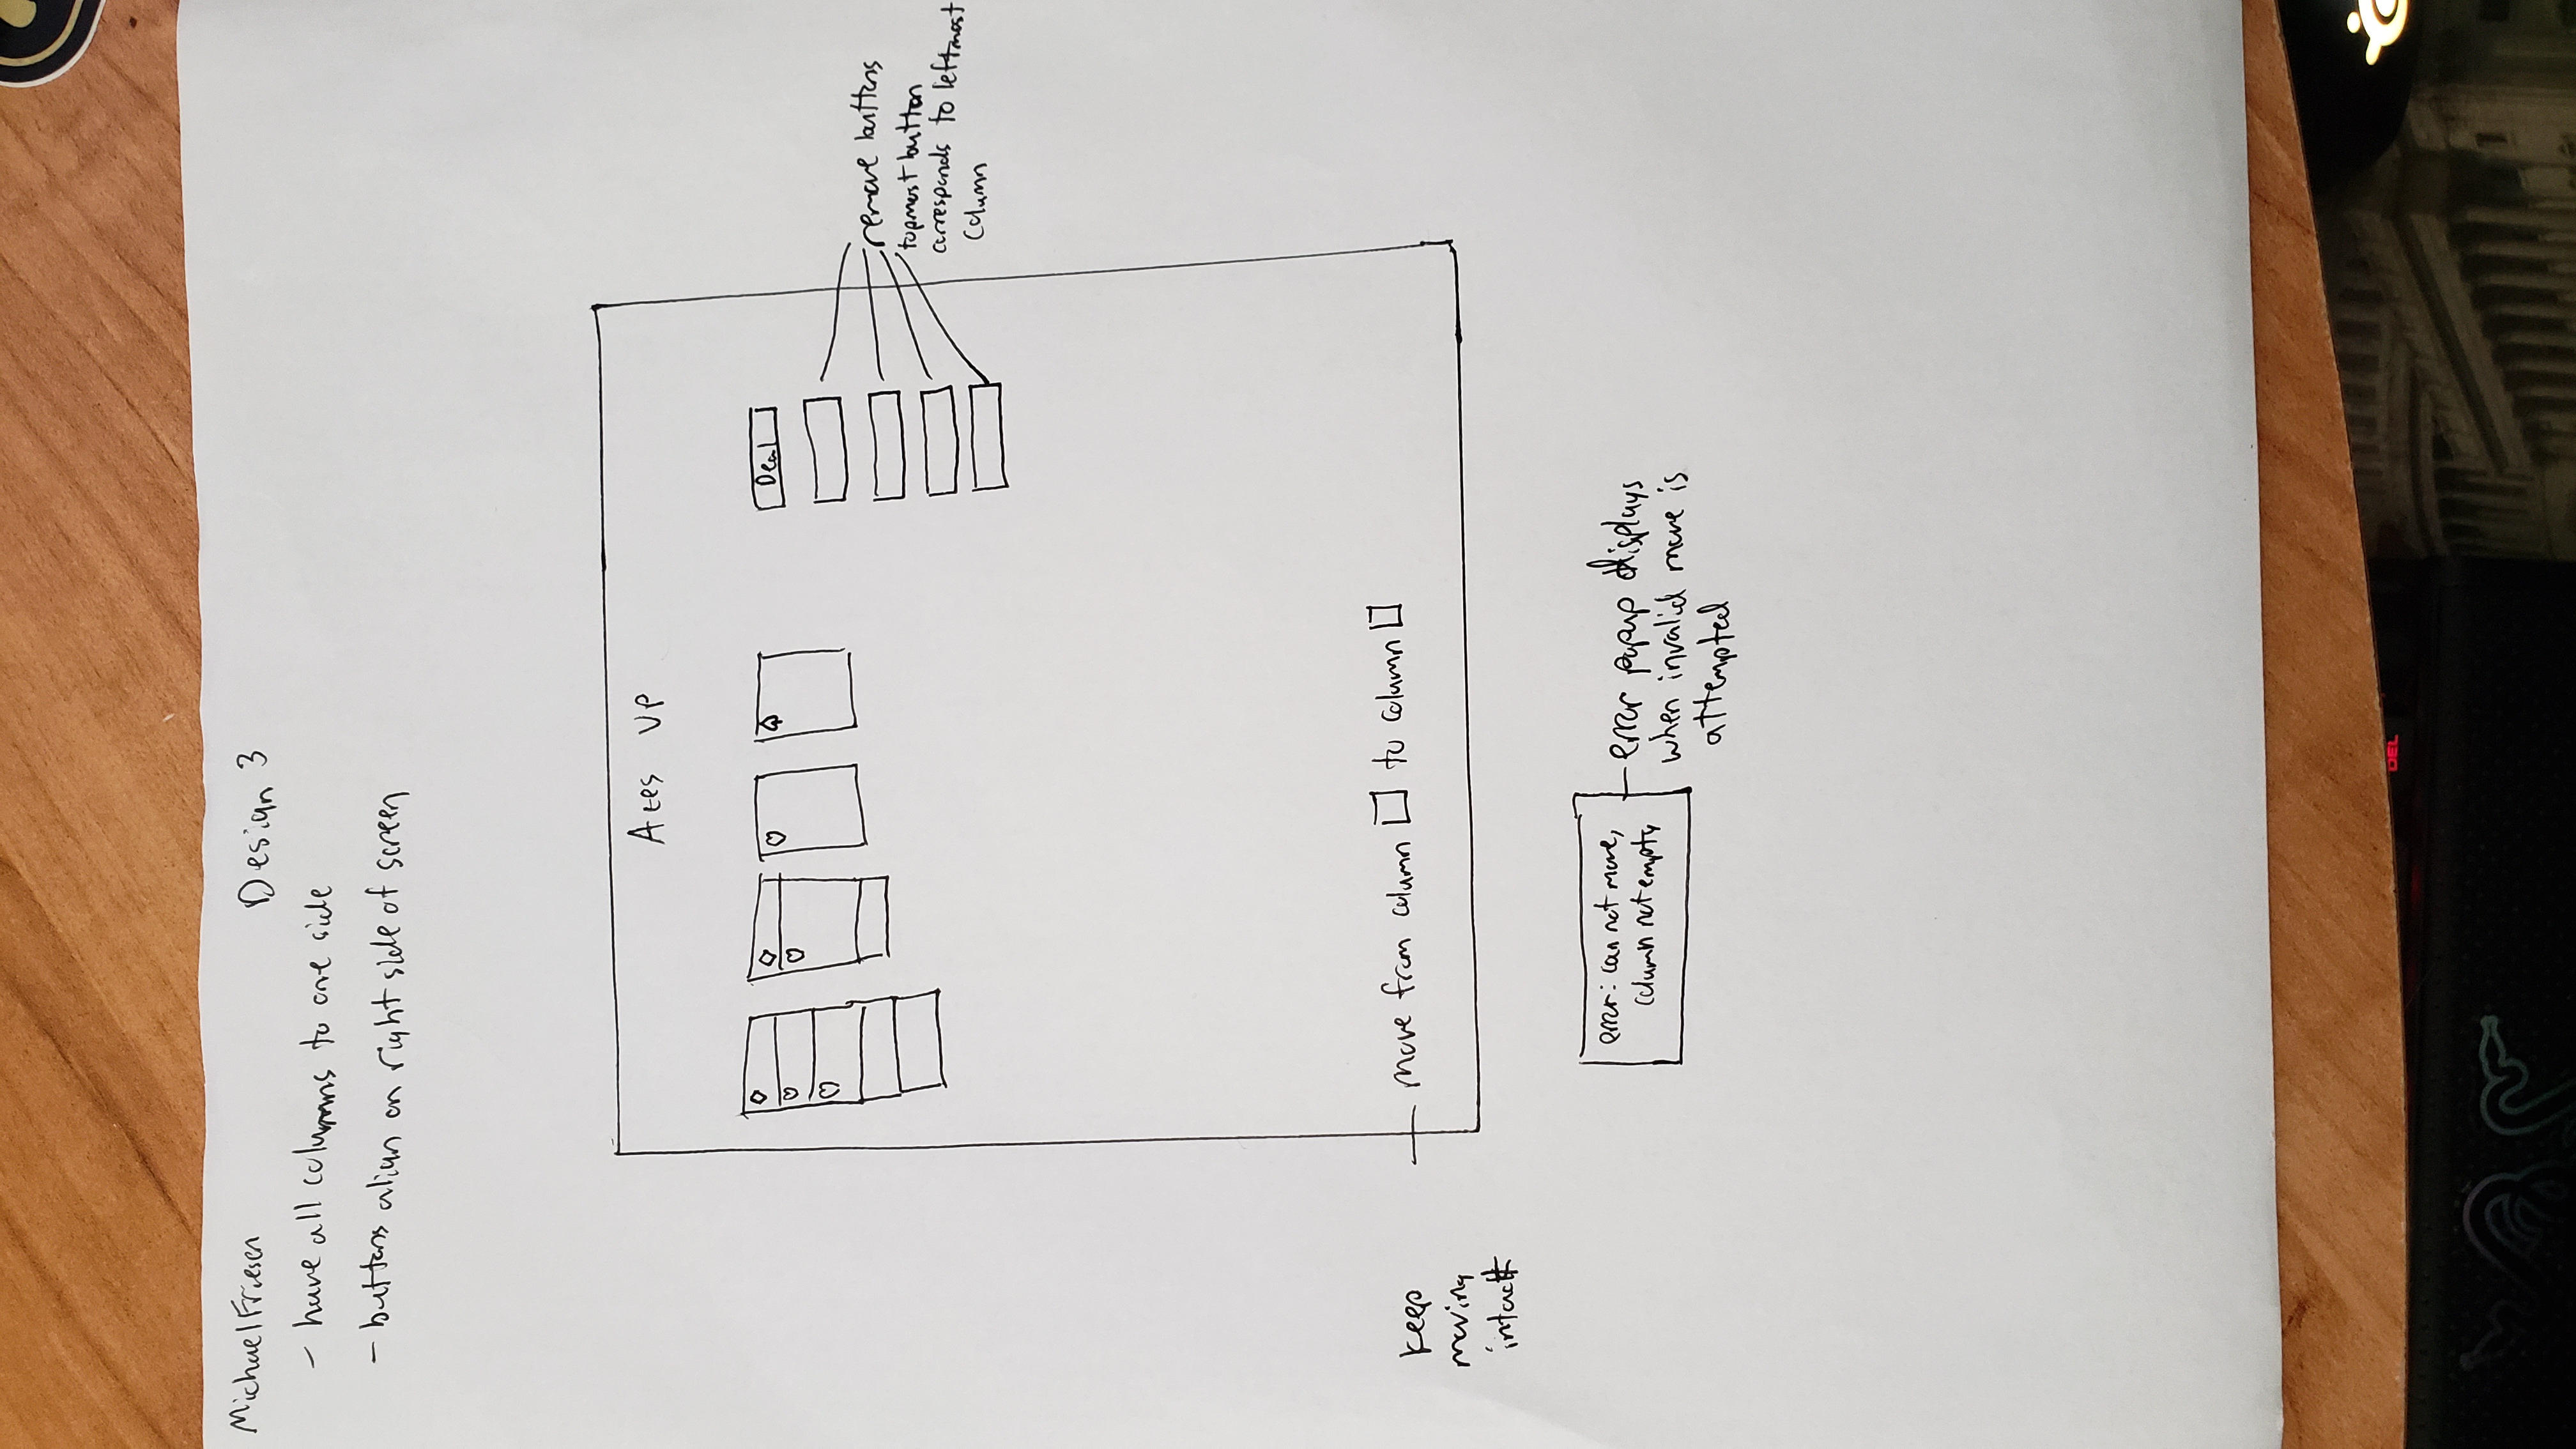 Michael Friesen
Design 3
- have all columns to one side
- buttons align on right side of screen
Aces UP
Deal
remove buttons
topmost button
corresponds to leftmost
column
move from column to column
keep
moving
intact
error: can not move,
column not empty
error popup displays
when invalid move is
attempted
DEL